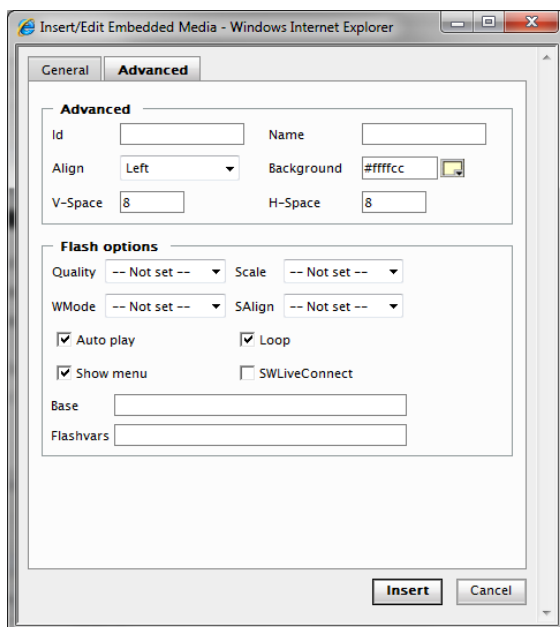 Insert/Edit Embedded Media - Windows Internet Explorer
General Advanced
Advanced
Id Name
Align Left Background #ffffcc
V-Space 8 H-Space 8
Flash options
Quality -- Not set -- Scale -- Not set --
WMode -- Not set -- SAlign -- Not set --
Auto play Loop
Show menu SWLiveConnect
Base
Flashvars
Insert Cancel